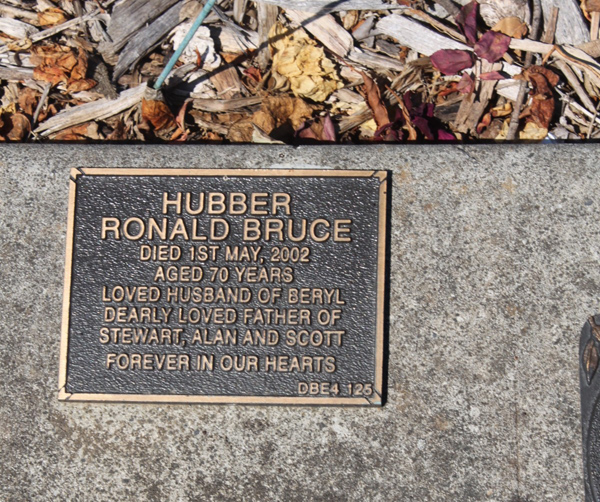 HUBBER
RONALD BRUCE
DIED 1ST MAY, 2002
AGED 70 YEARS
LOVED HUSBAND OF BERYL
DEARLY LOVED FATHER OF
STEWART, ALAN AND SCOTT
FOREVER IN OUR HEARTS
DBE4 125